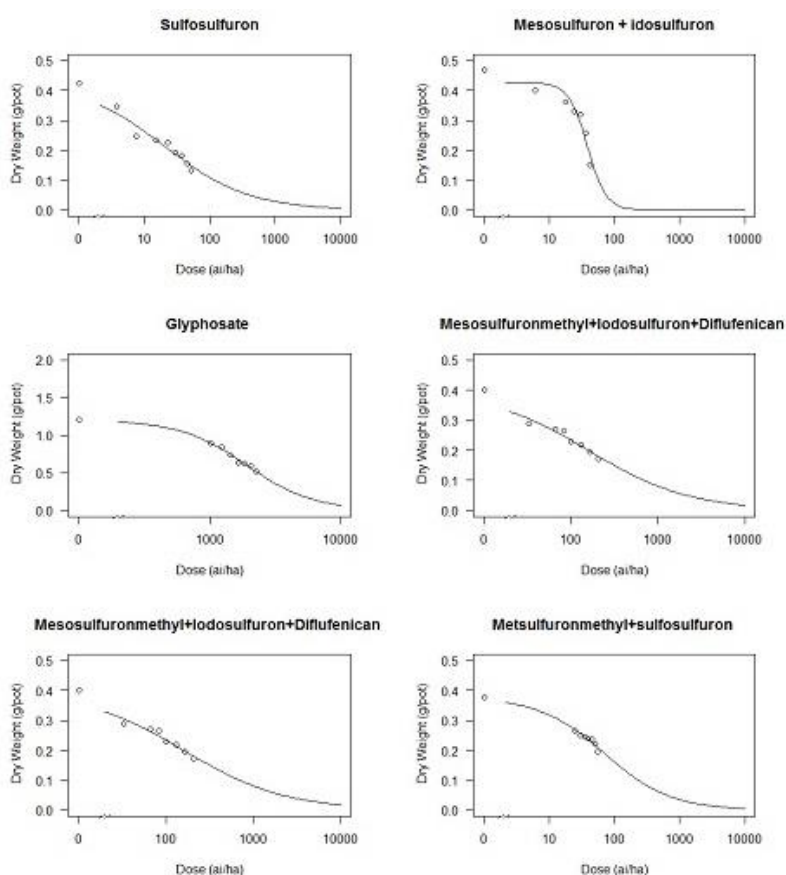 Sulfosulfuron
0.5
0.4
0.3
0.2
0.1
0.0
Dry Weight (g/pot)
0 10 100 1000 10000
Dose (ai/ha)
Mesosulfuron + idosulfuron
0.5
0.4
0.3
0.2
0.1
0.0
Dry Weight (g/pot)
0 10 100 1000 10000
Dose (ai/ha)
Glyphosate
2.0
1.5
1.0
0.5
0.0
Dry Weight (g/pot)
0 1000 10000
Dose (ai/ha)
Mesosulfuronmethyl+Iodosulfuron+Diflufenican
0.5
0.4
0.3
0.2
0.1
0.0
Dry Weight (g/pot)
0 100 1000 10000
Dose (ai/ha)
Mesosulfuronmethyl+Iodosulfuron+Diflufenican
0.5
0.4
0.3
0.2
0.1
0.0
Dry Weight (g/pot)
0 100 1000 10000
Dose (ai/ha)
Metsulfuronmethyl+sulfosulfuron
0.5
0.4
0.3
0.2
0.1
0.0
Dry Weight (g/pot)
0 10 100 1000 10000
Dose (ai/ha)